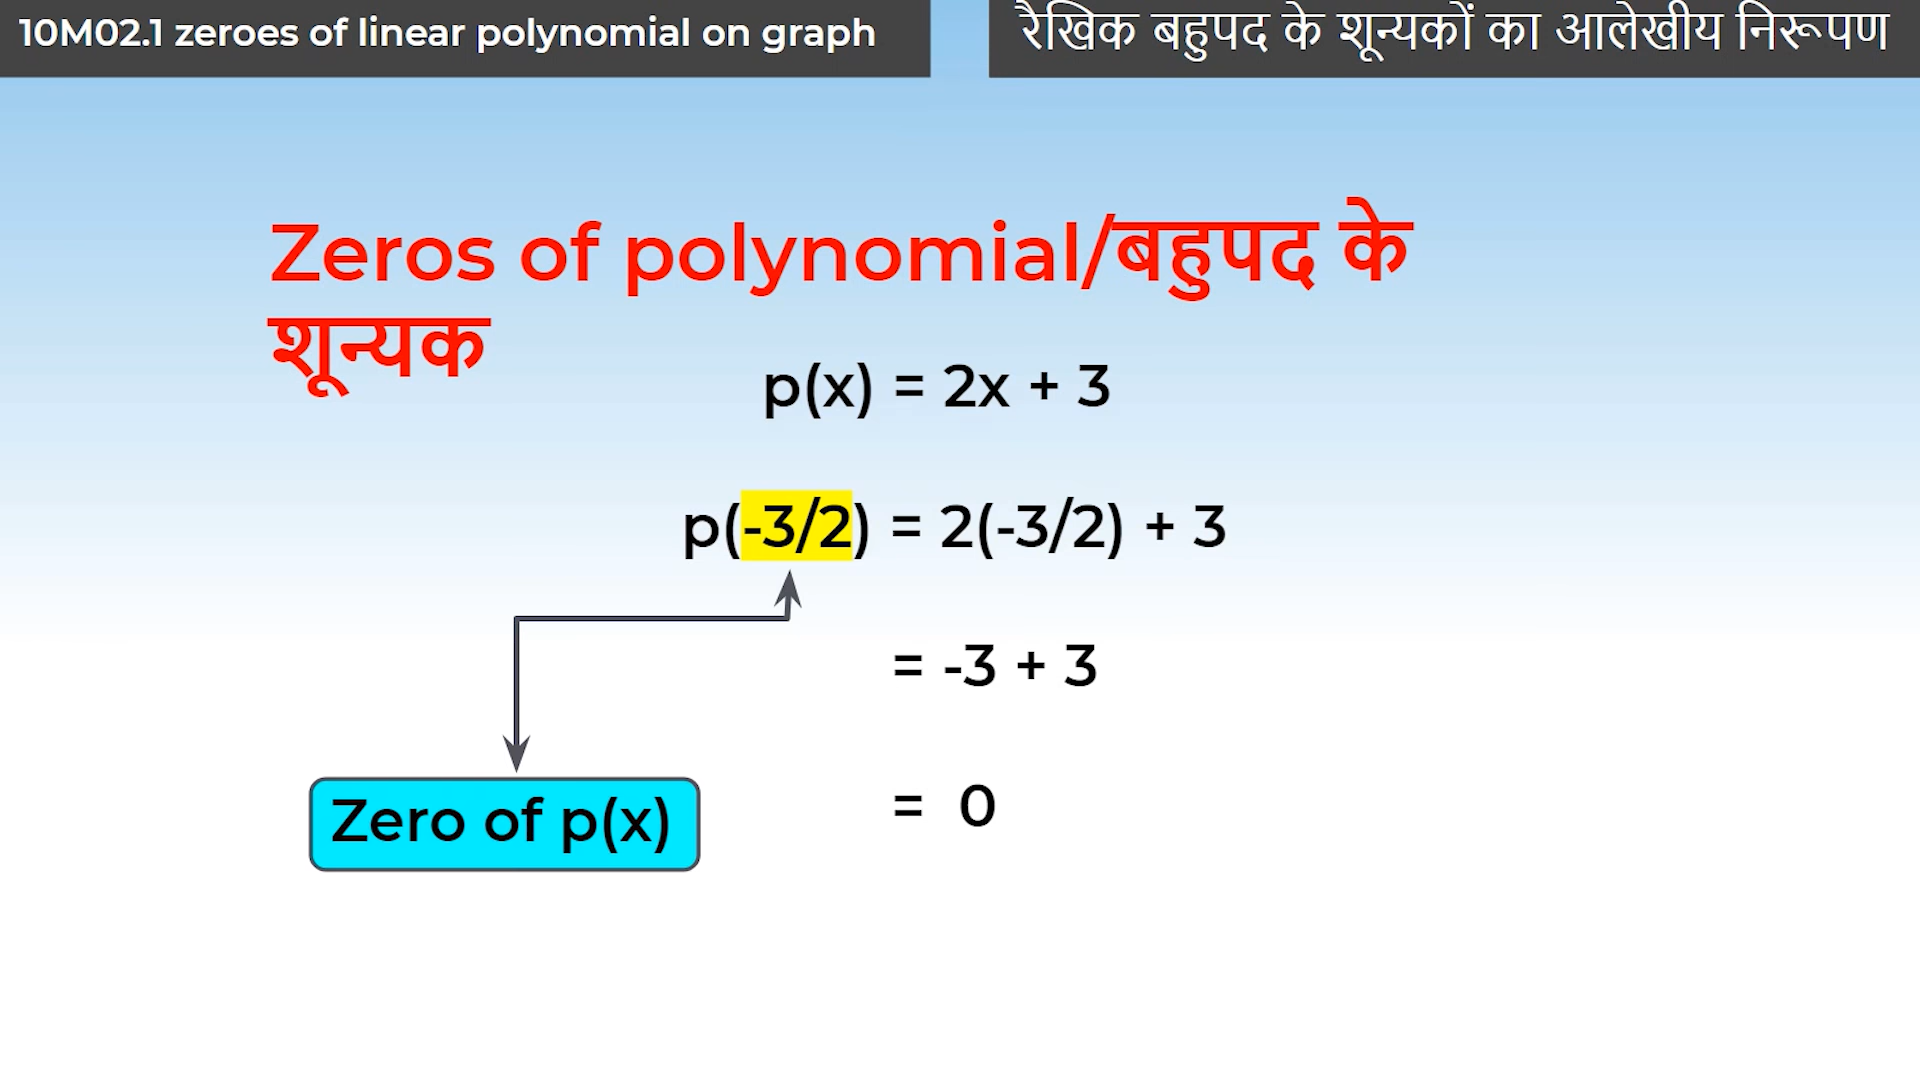 10M02.1 zeroes of linear polynomial on graph
रैखिक बहुपद के शून्यकों का आलेखीय निरूपण
Zeros of polynomial/बहुपद के
शून्यक
p(x) = 2x + 3
p(-3/2) = 2(-3/2) + 3
= -3 + 3
Zero of p(x)
= 0